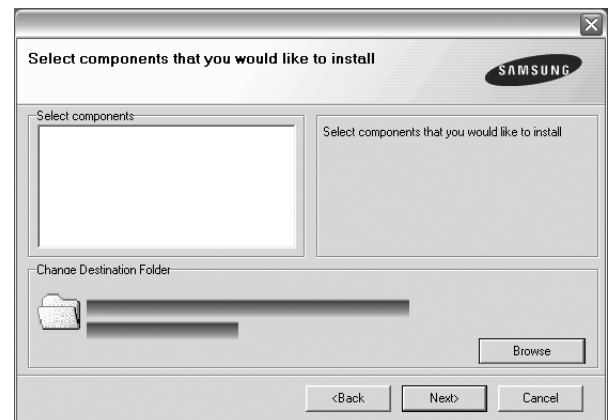 Select components that you would like to install
SAMSUNG
Select components
Select components that you would like to install
Change Destination Folder
Browse
<Back
Next>
Cancel